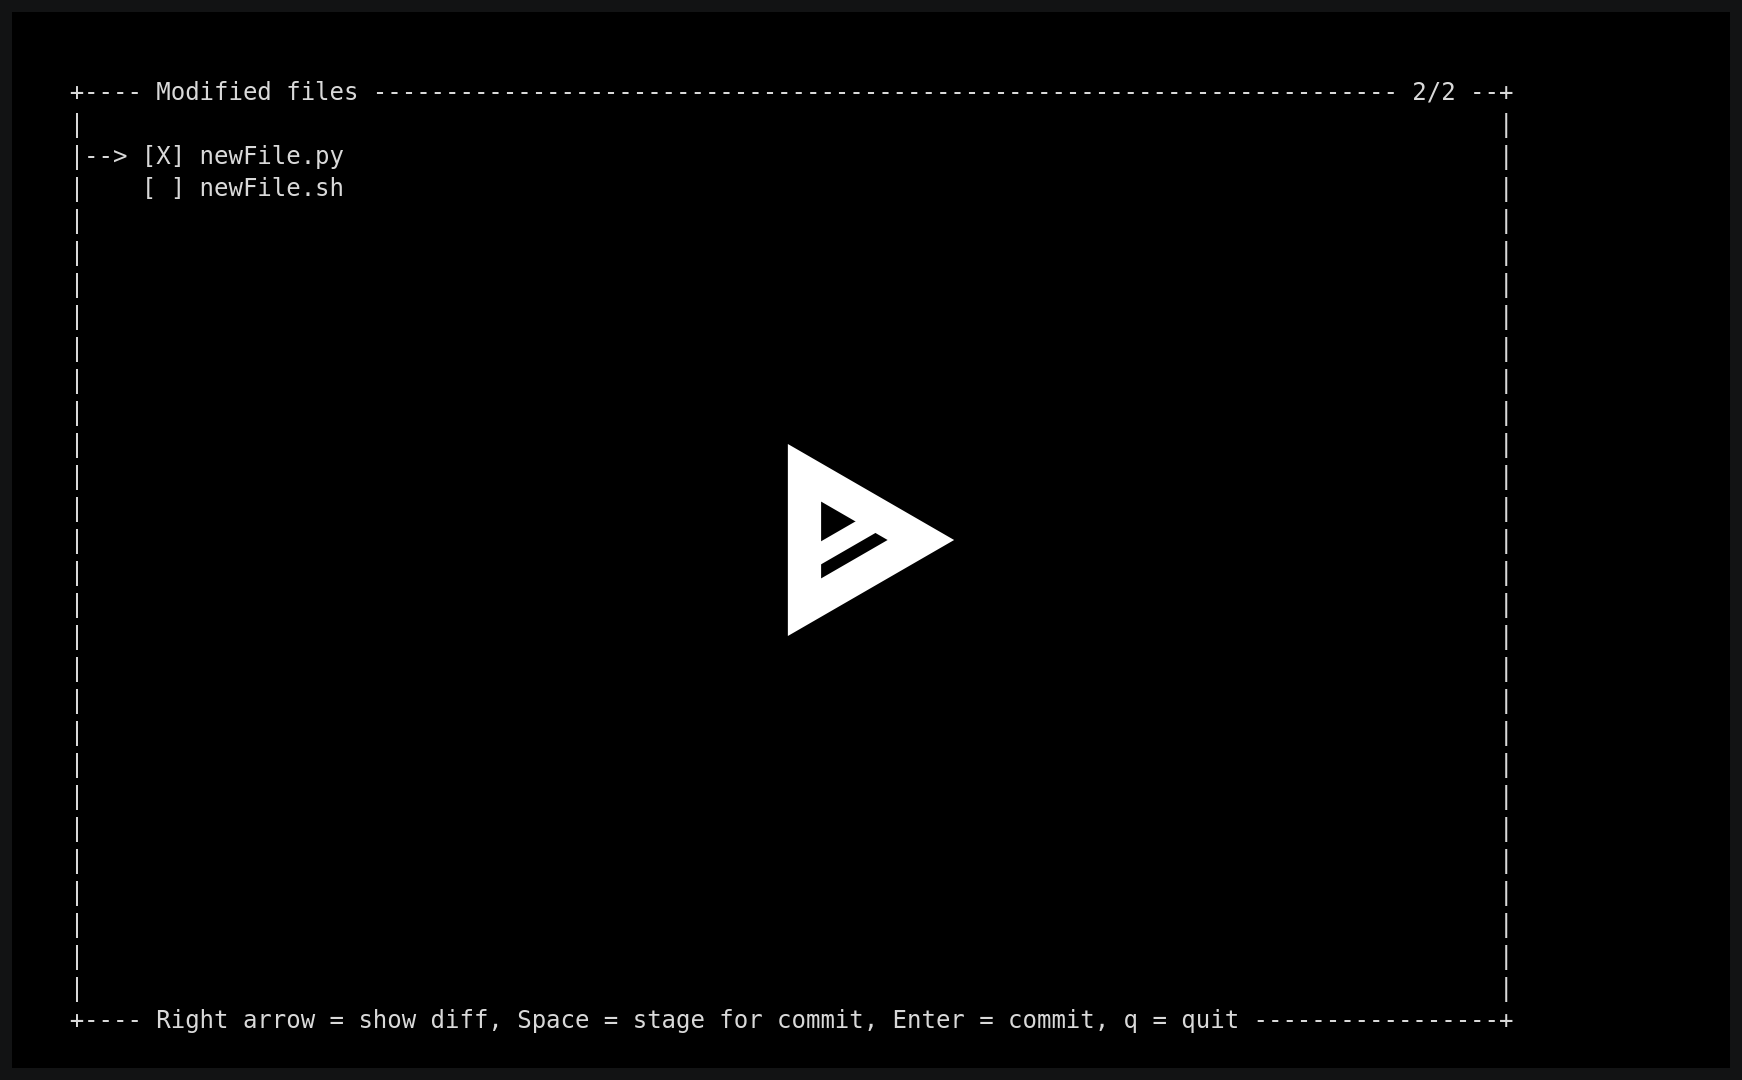 +---- Modified files ----------------------------------------------------------------------- 2/2 --+
|                                                                                                  |
|--> [X] newFile.py                                                                                |
|    [ ] newFile.sh                                                                                |
+---- Right arrow = show diff, Space = stage for commit, Enter = commit, q = quit -----------------+